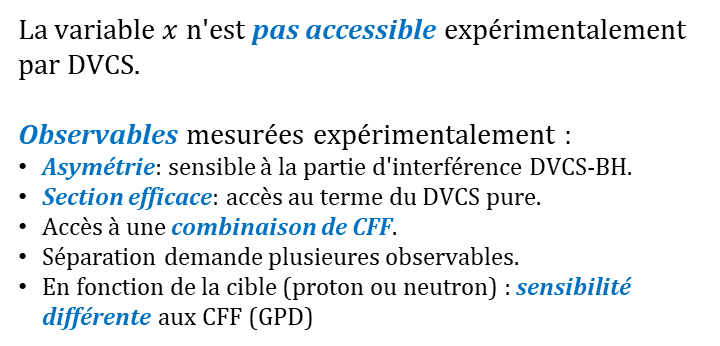 La variable 𝑥 n'est pas accessible expérimentalement
par DVCS.
Observables mesurées expérimentalement :
• Asymétrie: sensible à la partie d'interférence DVCS-BH.
• Section efficace: accès au terme du DVCS pure.
• Accès à une combinaison de CFF.
• Séparation demande plusieures observables.
• En fonction de la cible (proton ou neutron) : sensibilité
différente aux CFF (GPD)